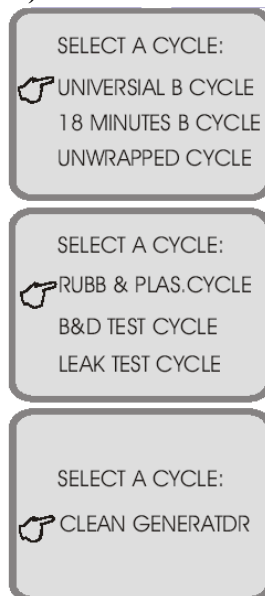 SELECT A CYCLE:
UNIVERSIAL B CYCLE
18 MINUTES B CYCLE
UNWRAPPED CYCLE
SELECT A CYCLE:
RUBB & PLAS.CYCLE
B&D TEST CYCLE
LEAK TEST CYCLE
SELECT A CYCLE:
CLEAN GENERATDR